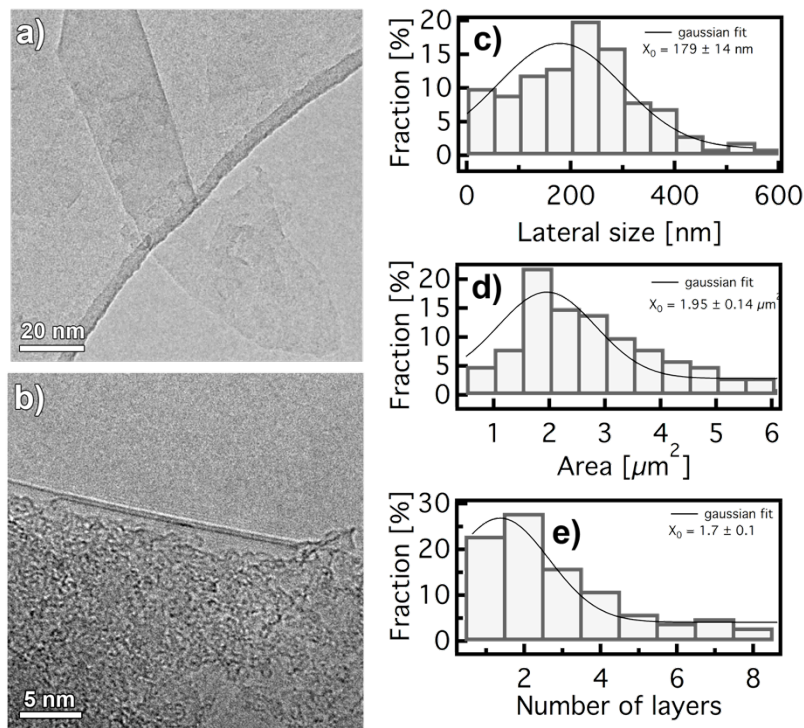 a)
20 nm
b)
5 nm
c)
Fraction [%]
20
15
10
5
0
gaussian fit
X₀ = 179 ± 14 nm
0 200 400 600
Lateral size [nm]
d)
Fraction [%]
20
15
10
5
0
gaussian fit
X₀ = 1.95 ± 0.14 μm²
1 2 3 4 5 6
Area [μm²]
e)
Fraction [%]
30
20
10
0
gaussian fit
X₀ = 1.7 ± 0.1
2 4 6 8
Number of layers